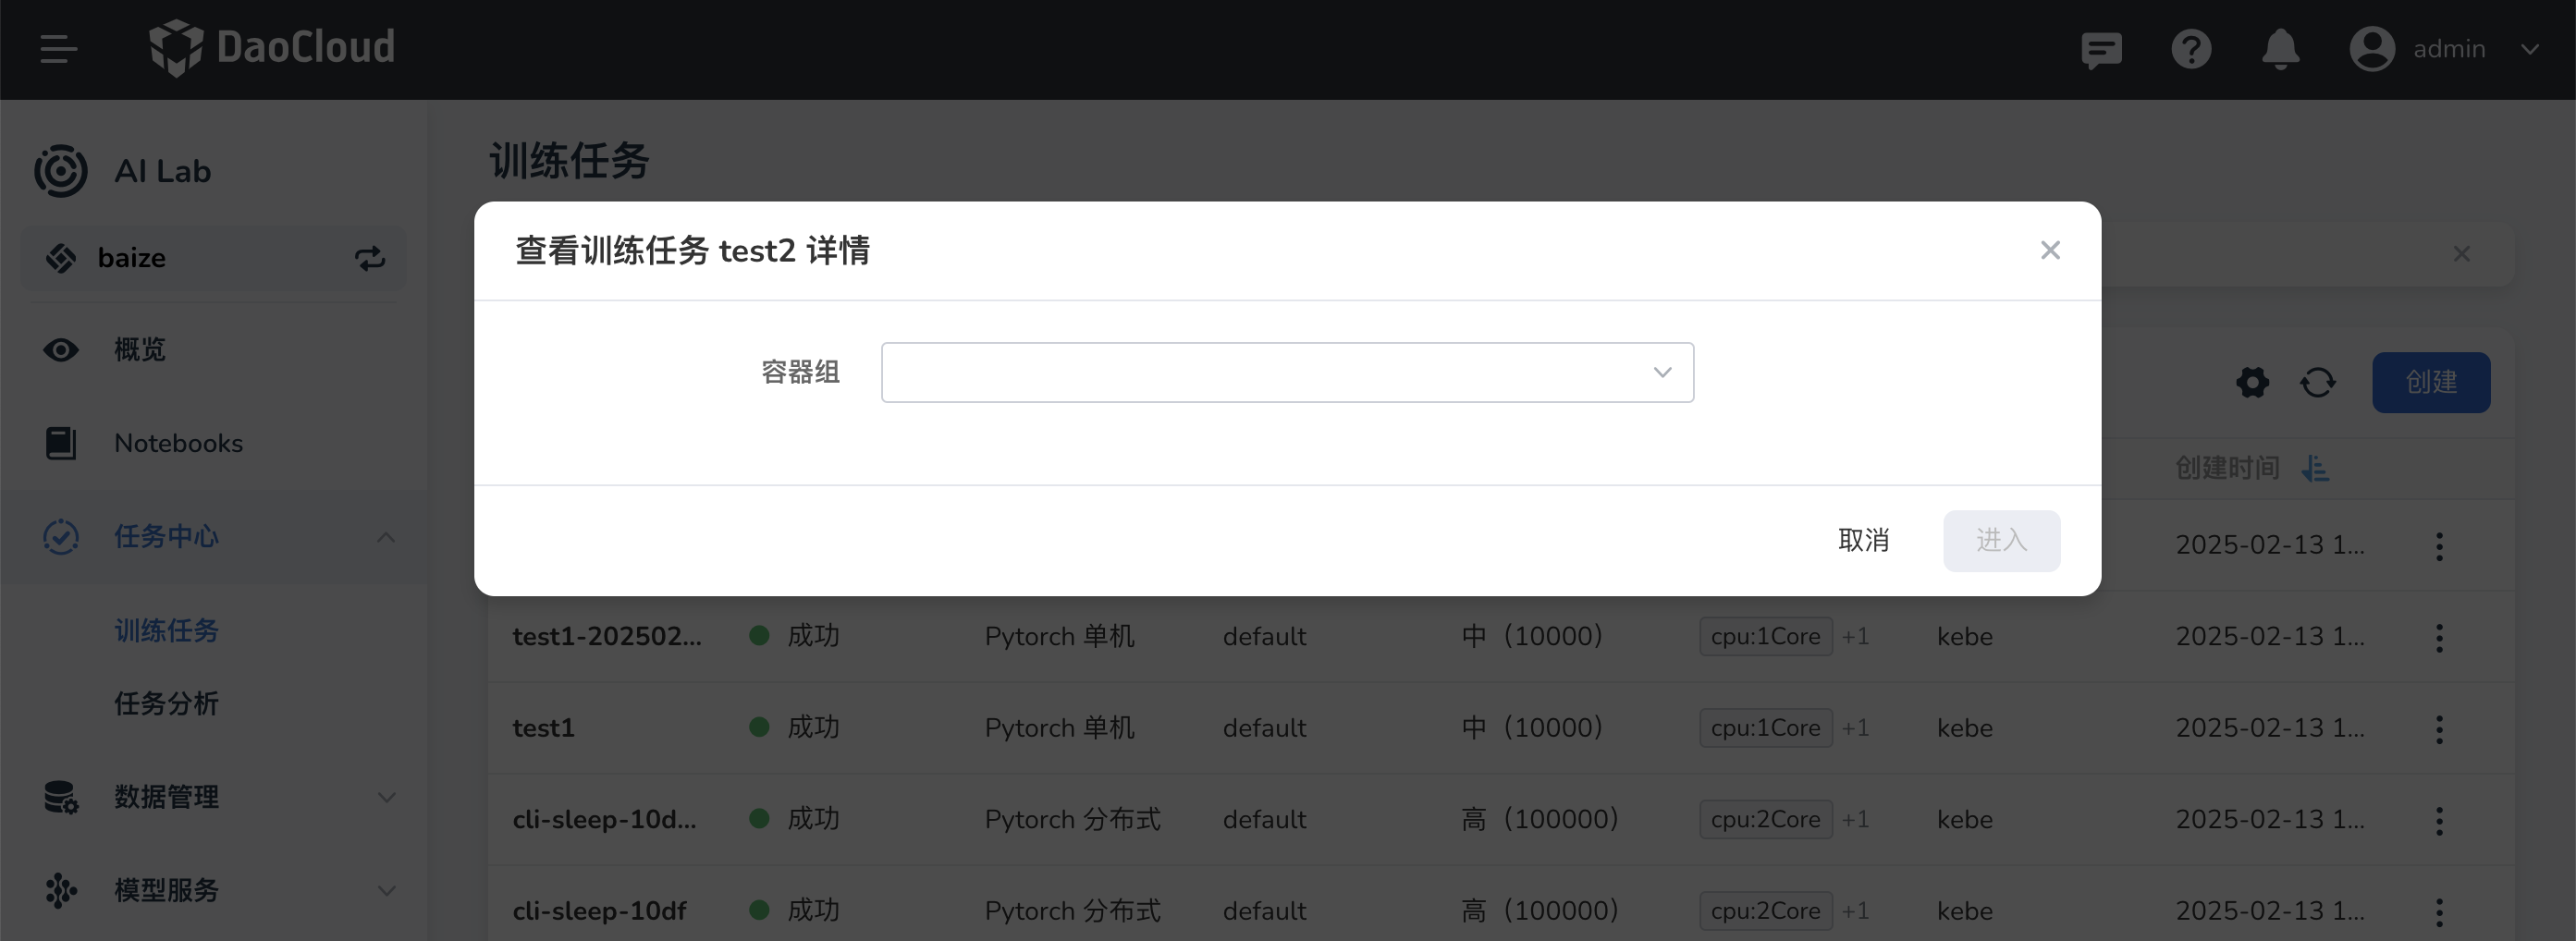 DaoCloud
admin
AI Lab
baize
概览
Notebooks
任务中心
训练任务
任务分析
数据管理
模型服务
训练任务
查看训练任务 test2 详情
容器组
取消
进入
创建
创建时间
2025-02-13 1...
test1-202502... 成功 Pytorch 单机 default 中（10000） cpu:1Core +1 kebe 2025-02-13 1...
test1 成功 Pytorch 单机 default 中（10000） cpu:1Core +1 kebe 2025-02-13 1...
cli-sleep-10d... 成功 Pytorch 分布式 default 高（100000） cpu:2Core +1 kebe 2025-02-13 1...
cli-sleep-10df 成功 Pytorch 分布式 default 高（100000） cpu:2Core +1 kebe 2025-02-13 1...